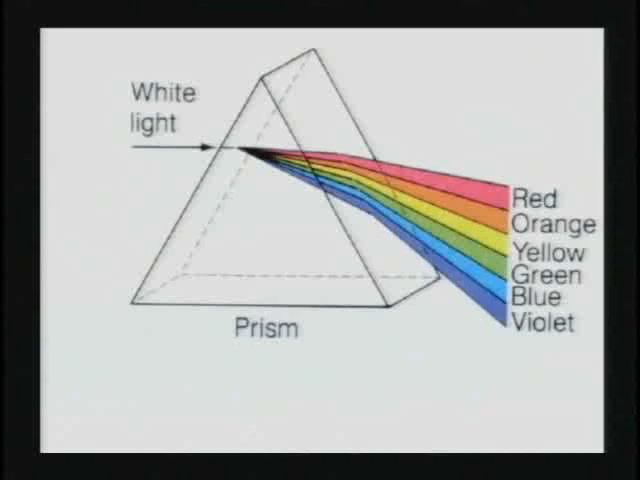 White
light
Red
Orange
Yellow
Green
Blue
Violet
Prism